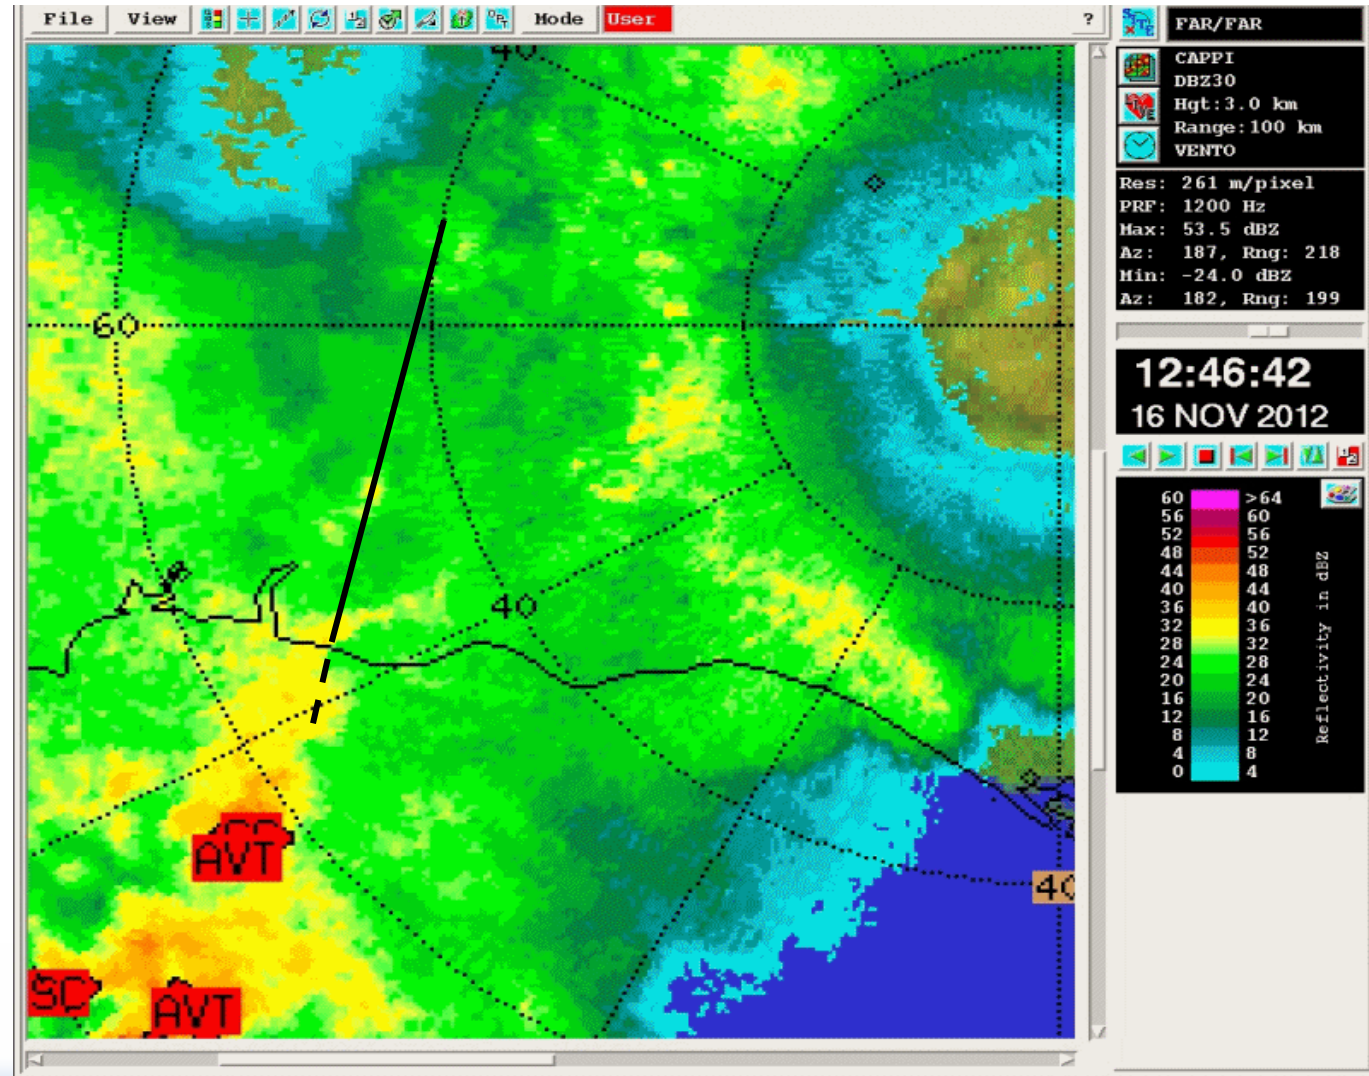 File View Mode User ?
FAR/FAR
CAPPI
DBZ30
Hgt:3.0 km
Range:100 km
VENTO
Res: 261 m/pixel
PRF: 1200 Hz
Max: 53.5 dBZ
Az: 187, Rng: 218
Min: -24.0 dBZ
Az: 182, Rng: 199
12:46:42
16 NOV 2012
60 >64
56 60
52 56
48 52
44 48
40 44
36 40
32 36
28 32
24 28
20 24
16 20
12 16
8 12
4 8
0 4
Reflectivity in dBZ
40
60
40
AVT
40
SC
AVT